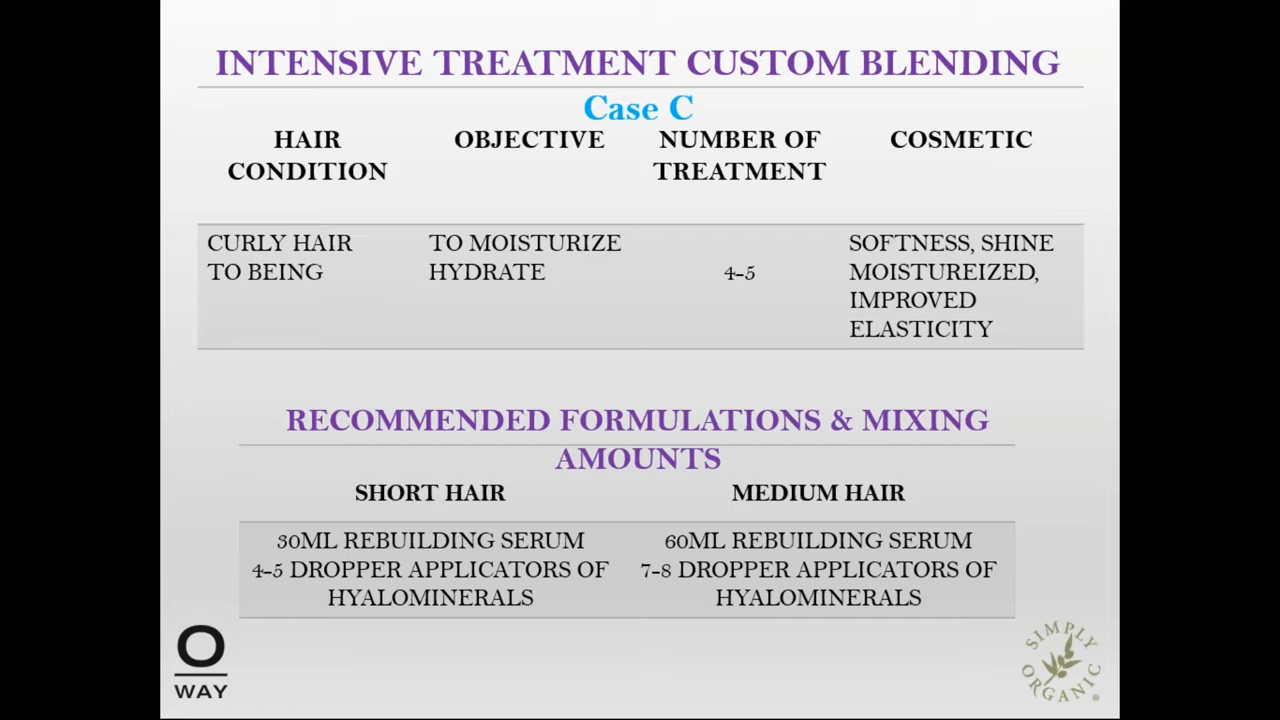 INTENSIVE TREATMENT CUSTOM BLENDING
Case C
HAIR CONDITION
OBJECTIVE
NUMBER OF TREATMENT
COSMETIC
CURLY HAIR
TO BEING
TO MOISTURIZE
HYDRATE
4-5
SOFTNESS, SHINE
MOISTUREIZED,
IMPROVED
ELASTICITY
RECOMMENDED FORMULATIONS & MIXING
AMOUNTS
SHORT HAIR
MEDIUM HAIR
30ML REBUILDING SERUM
4-5 DROPPER APPLICATORS OF
HYALOMINERALS
60ML REBUILDING SERUM
7-8 DROPPER APPLICATORS OF
HYALOMINERALS
O
WAY
SIMPLY
ORGANIC®